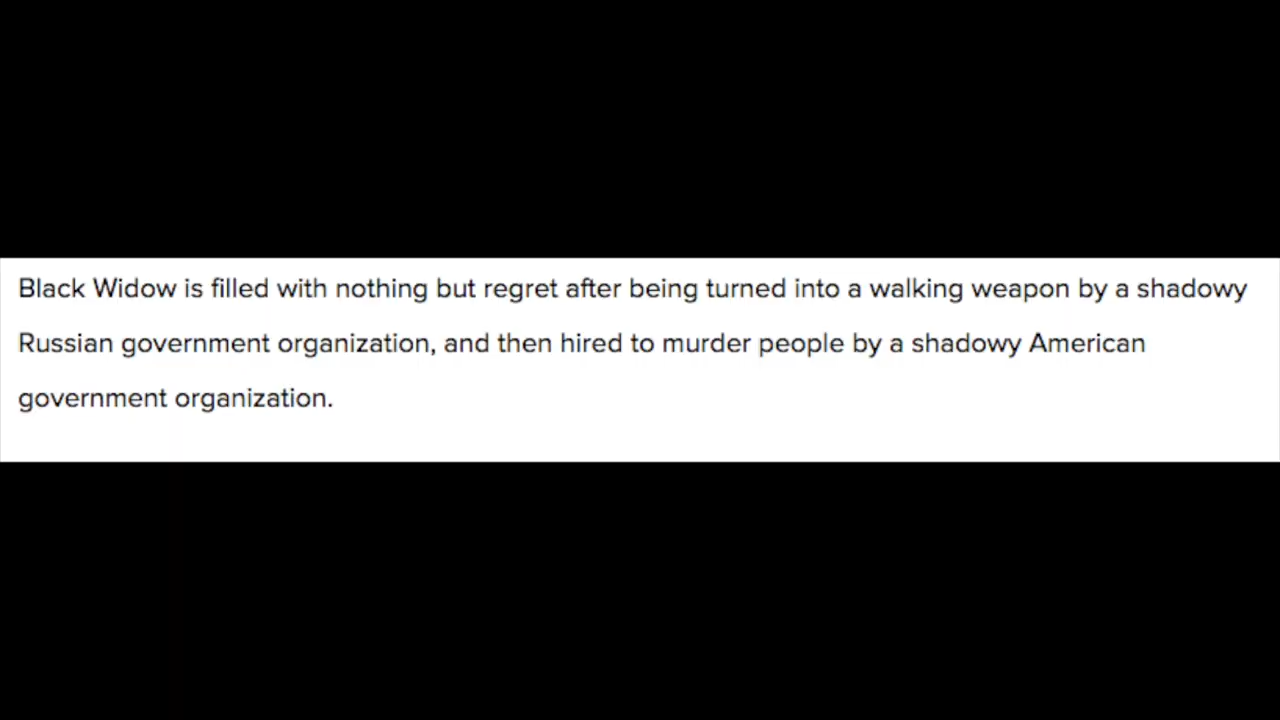 Black Widow is filled with nothing but regret after being turned into a walking weapon by a shadowy
Russian government organization, and then hired to murder people by a shadowy American
government organization.